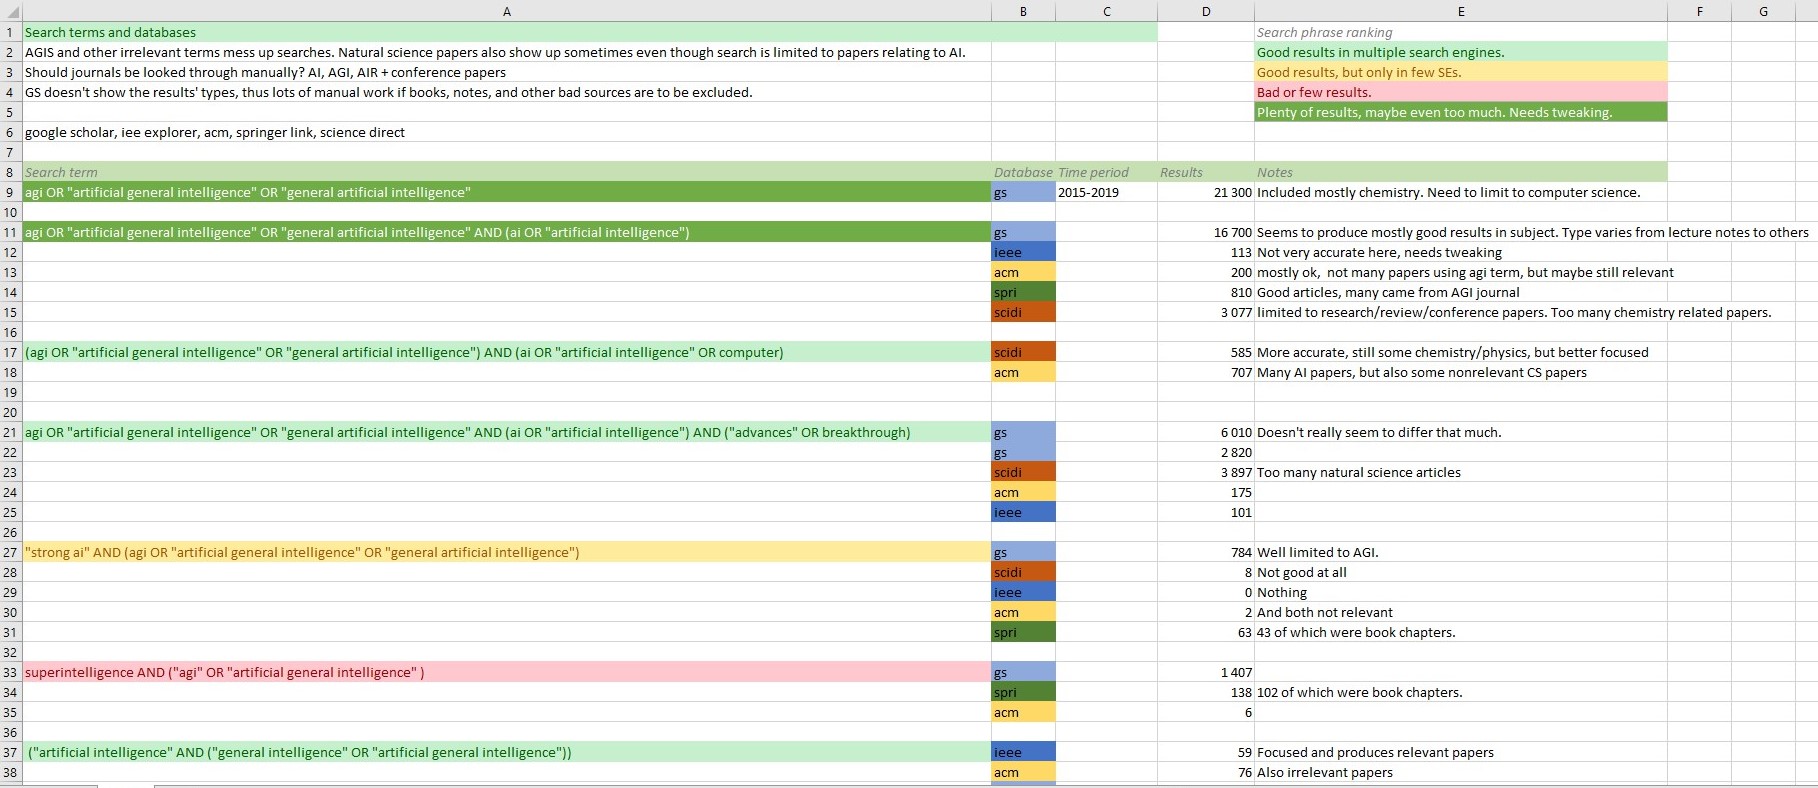 A B C D E F G
1 Search terms and databases Search phrase ranking
2 AGIS and other irrelevant terms mess up searches. Natural science papers also show up sometimes even though search is limited to papers relating to AI. Good results in multiple search engines.
3 Should journals be looked through manually? AI, AGI, AIR + conference papers Good results, but only in few SEs.
4 GS doesn't show the results' types, thus lots of manual work if books, notes, and other bad sources are to be excluded. Bad or few results.
5 Plenty of results, maybe even too much. Needs tweaking.
6 google scholar, iee explorer, acm, springer link, science direct
7
8 Search term Database Time period Results Notes
9 agi OR "artificial general intelligence" OR "general artificial intelligence" gs 2015-2019 21 300 Included mostly chemistry. Need to limit to computer science.
10
11 agi OR "artificial general intelligence" OR "general artificial intelligence" AND (ai OR "artificial intelligence") gs 16 700 Seems to produce mostly good results in subject. Type varies from lecture notes to others
12 ieee 113 Not very accurate here, needs tweaking
13 acm 200 mostly ok, not many papers using agi term, but maybe still relevant
14 spri 810 Good articles, many came from AGI journal
15 scidi 3 077 limited to research/review/conference papers. Too many chemistry related papers.
16
17 (agi OR "artificial general intelligence" OR "general artificial intelligence") AND (ai OR "artificial intelligence" OR computer) scidi 585 More accurate, still some chemistry/physics, but better focused
18 acm 707 Many AI papers, but also some nonrelevant CS papers
19
20
21 agi OR "artificial general intelligence" OR "general artificial intelligence" AND (ai OR "artificial intelligence") AND ("advances" OR breakthrough) gs 6 010 Doesn't really seem to differ that much.
22 gs 2 820
23 scidi 3 897 Too many natural science articles
24 acm 175
25 ieee 101
26
27 "strong ai" AND (agi OR "artificial general intelligence" OR "general artificial intelligence") gs 784 Well limited to AGI.
28 scidi 8 Not good at all
29 ieee 0 Nothing
30 acm 2 And both not relevant
31 spri 63 43 of which were book chapters.
32
33 superintelligence AND ("agi" OR "artificial general intelligence" ) gs 1 407
34 spri 138 102 of which were book chapters.
35 acm 6
36
37 ("artificial intelligence" AND ("general intelligence" OR "artificial general intelligence")) ieee 59 Focused and produces relevant papers
38 acm 76 Also irrelevant papers